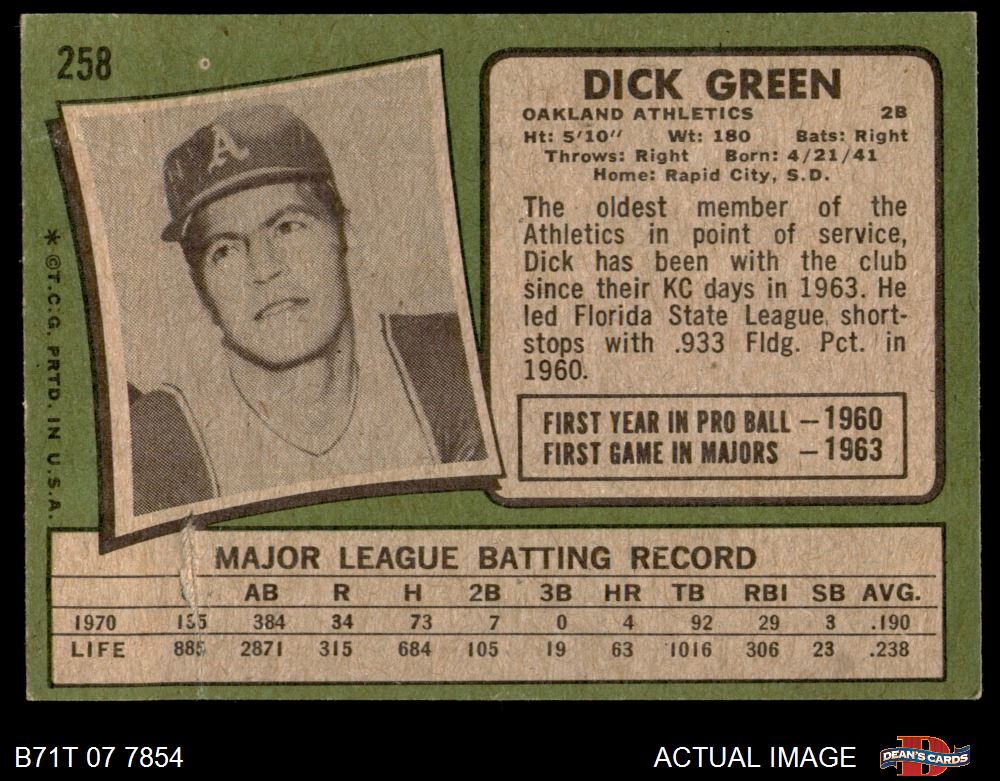 258
A
DICK GREEN
OAKLAND ATHLETICS 2B
Ht: 5'10" Wt: 180 Bats: Right
Throws: Right Born: 4/21/41
Home: Rapid City, S.D.
The oldest member of the
Athletics in point of service,
Dick has been with the club
since their KC days in 1963. He
led Florida State League short-
stops with .933 Fldg. Pct. in
1960.
FIRST YEAR IN PRO BALL – 1960
FIRST GAME IN MAJORS – 1963
* ©T.C.G. PRTD. IN U.S.A.
MAJOR LEAGUE BATTING RECORD
AB R H 2B 3B HR TB RBI SB AVG.
1970 135 384 34 73 7 0 4 92 29 3 .190
LIFE 885 2871 315 684 105 19 63 1016 306 23 .238
B71T 07 7854
ACTUAL IMAGE
DEAN'S CARDS